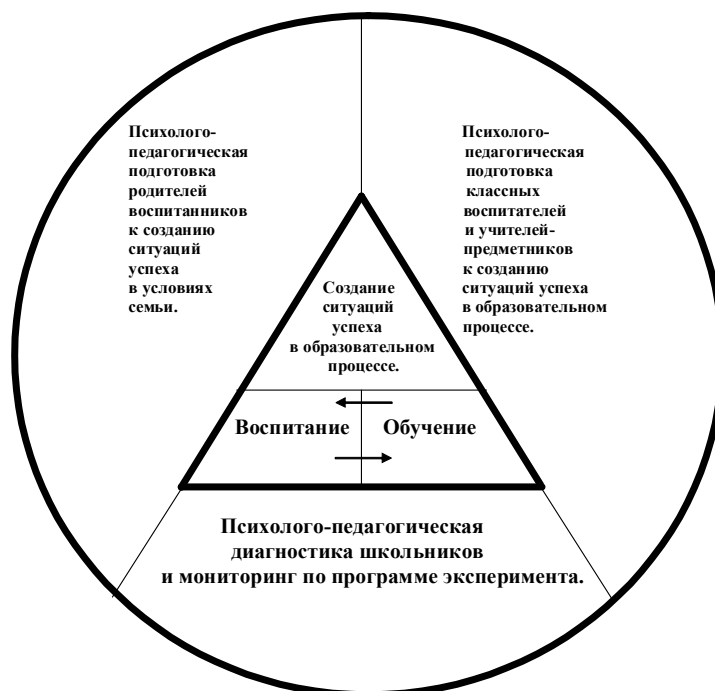 Психолого-
педагогическая
подготовка
родителей
воспитанников
к созданию
ситуаций
успеха
в условиях
семьи.
Психолого-
педагогическая
подготовка
классных
воспитателей
и учителей-
предметников
к созданию
ситуаций успеха
в образовательном
процессе.
Создание
ситуаций
успеха
в образовательном
процессе.
Воспитание
Обучение
Психолого-педагогическая
диагностика школьников
и мониторинг по программе эксперимента.